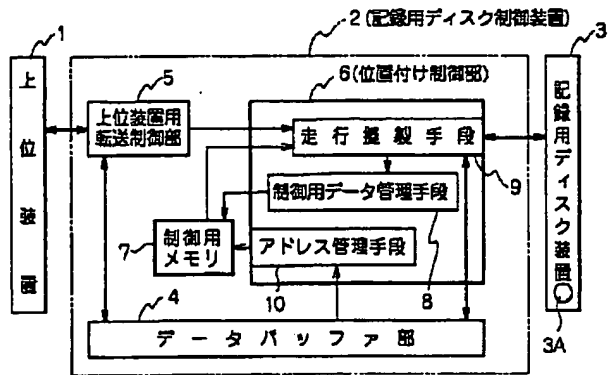 1
上位装置
2(記録用ディスク制御装置)
3
記録用ディスク装置
3A
5
上位装置用
転送制御部
6(位置付け制御部)
走行擬製手段
9
制御用データ管理手段
8
7
制御用
メモリ
アドレス管理手段
10
4
データバッファ部